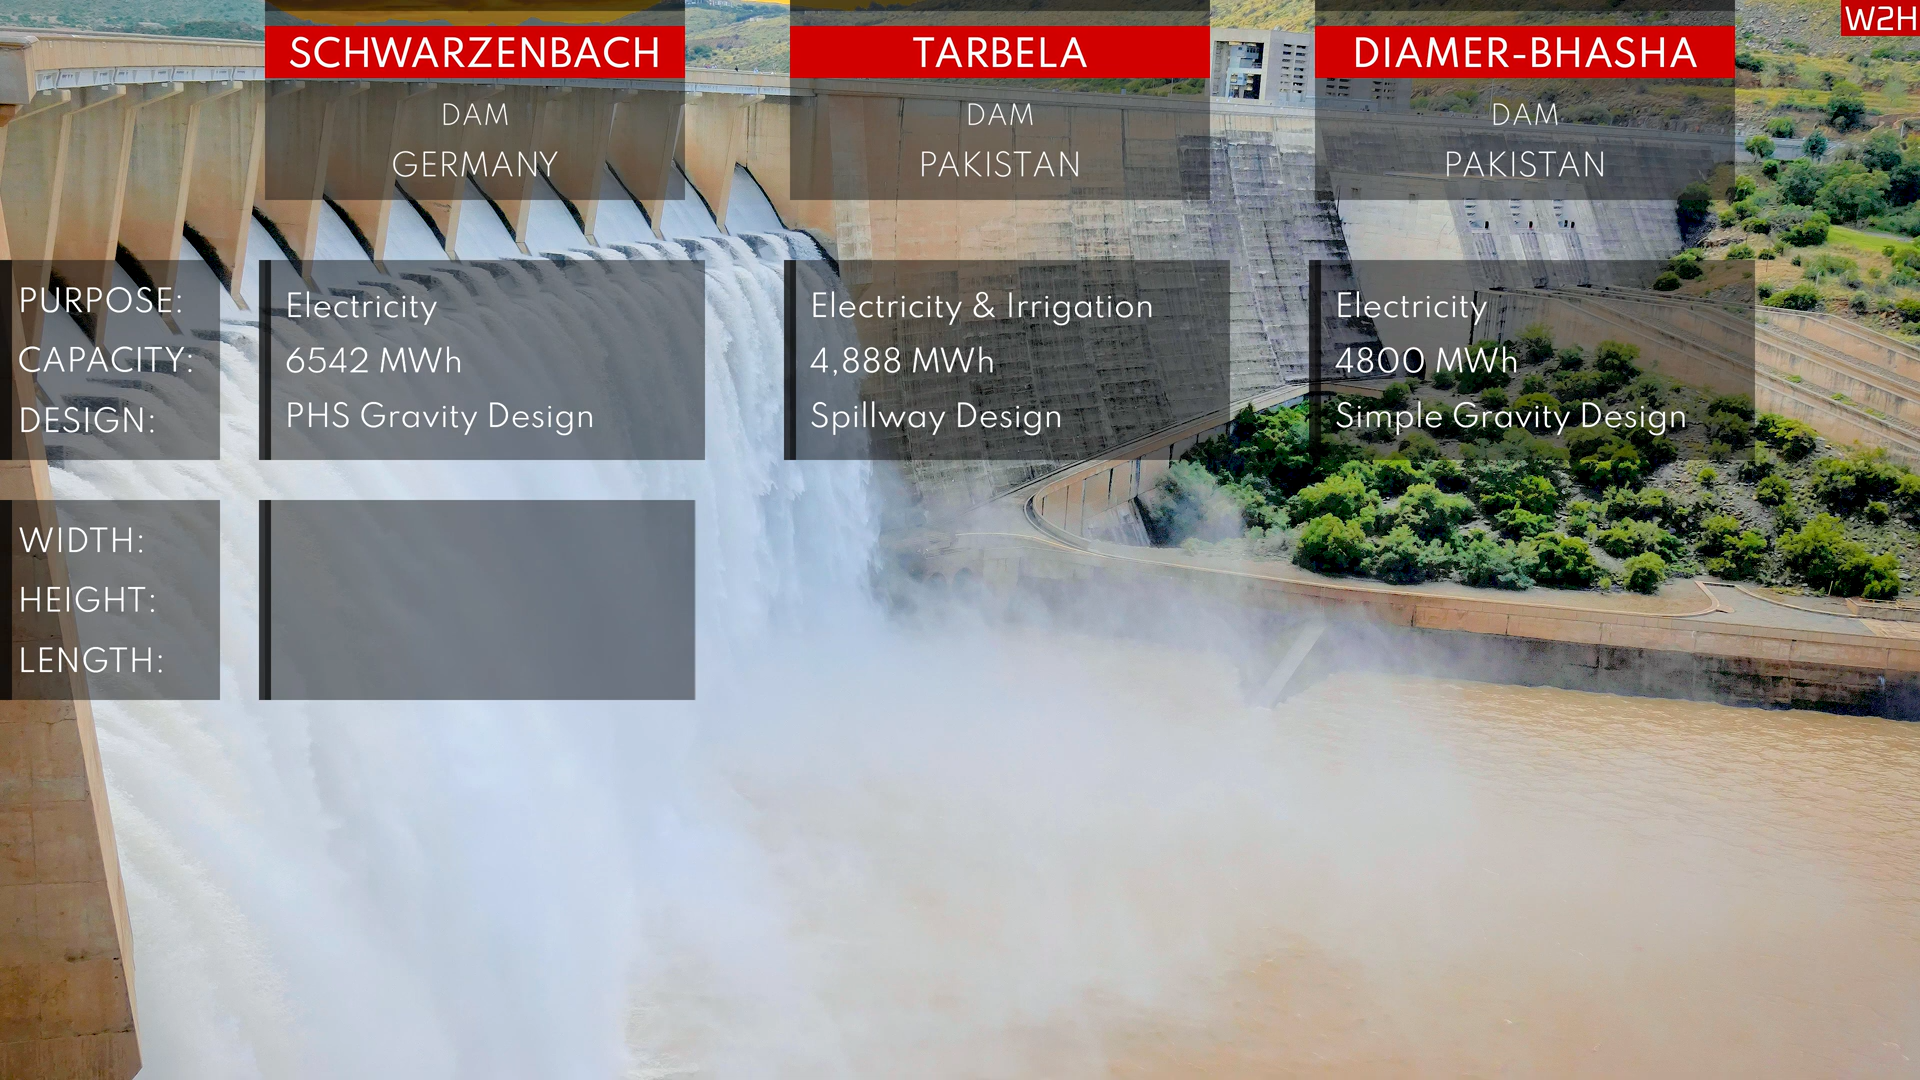 W2H
SCHWARZENBACH
DAM
GERMANY
TARBELA
DAM
PAKISTAN
DIAMER-BHASHA
DAM
PAKISTAN
PURPOSE:
CAPACITY:
DESIGN:
Electricity
6542 MWh
PHS Gravity Design
Electricity & Irrigation
4,888 MWh
Spillway Design
Electricity
4800 MWh
Simple Gravity Design
WIDTH:
HEIGHT:
LENGTH: